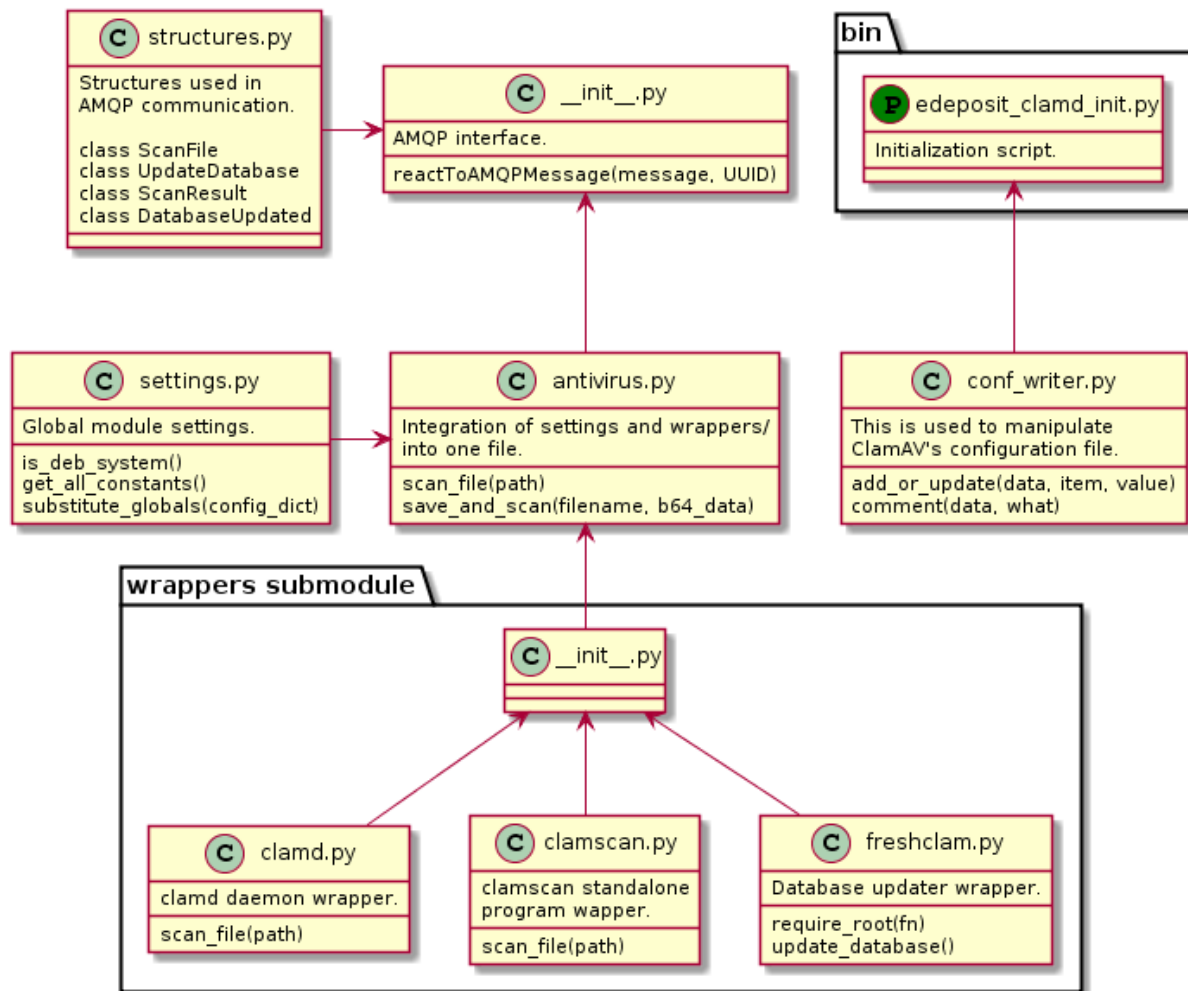 C structures.py
Structures used in
AMQP communication.
class ScanFile
class UpdateDatabase
class ScanResult
class DatabaseUpdated
C __init__.py
AMQP interface.
reactToAMQPMessage(message, UUID)
bin
P edeposit_clamd_init.py
Initialization script.
C settings.py
Global module settings.
is_deb_system()
get_all_constants()
substitute_globals(config_dict)
C antivirus.py
Integration of settings and wrappers/
into one file.
scan_file(path)
save_and_scan(filename, b64_data)
C conf_writer.py
This is used to manipulate
ClamAV's configuration file.
add_or_update(data, item, value)
comment(data, what)
wrappers submodule
C __init__.py
C clamd.py
clamd daemon wrapper.
scan_file(path)
C clamscan.py
clamscan standalone
program wapper.
scan_file(path)
C freshclam.py
Database updater wrapper.
require_root(fn)
update_database()